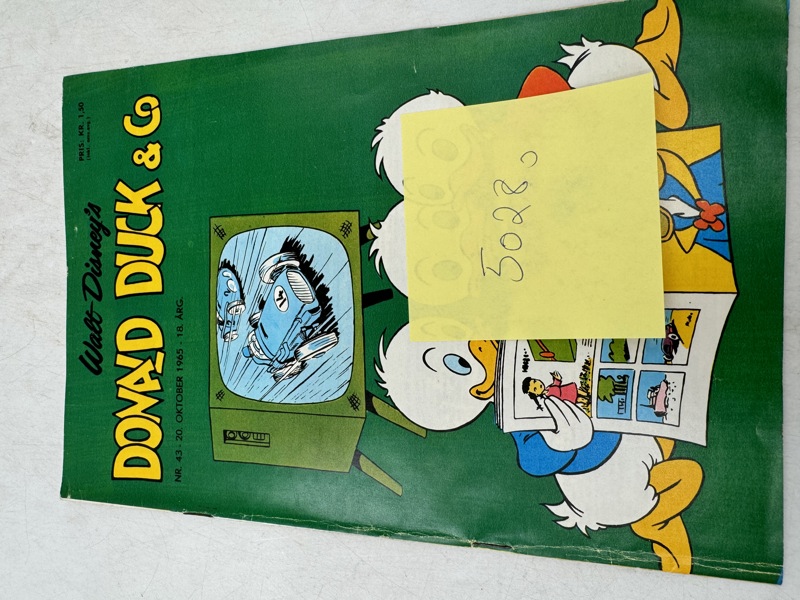 Walt Disney's
DONALD DUCK & Co
NR. 43 - 20. OKTOBER 1965 - 18. ÅRG.
PRIS: KR. 1,50
5028